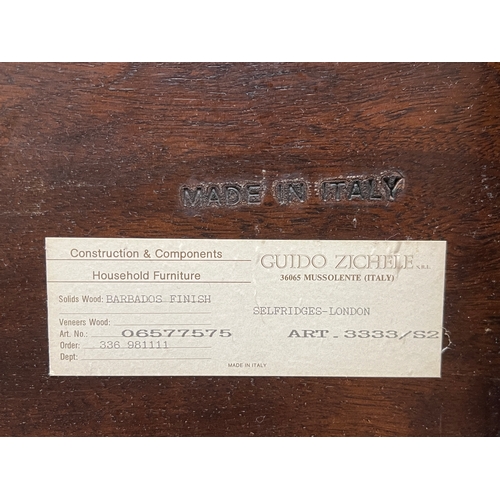 MADE IN ITALY
Construction & Components
Household Furniture
Solids Wood: BARBADOS FINISH
Veneers Wood:
Art. No.: 06577575
Order: 336 981111
Dept:
GUIDO ZICHELE S.R.L.
36065 MUSSOLENTE (ITALY)
SELFRIDGES-LONDON
ART.3333/S2
MADE IN ITALY